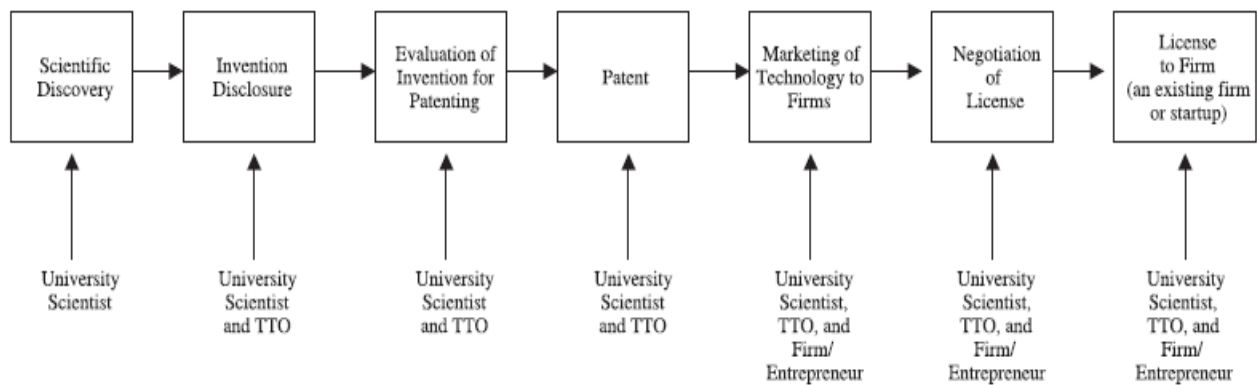 Scientific
Discovery
Invention
Disclosure
Evaluation of
Invention for
Patenting
Patent
Marketing of
Technology to
Firms
Negotiation
of
License
License
to Firm
(an existing firm
or startup)
University
Scientist
University
Scientist
and TTO
University
Scientist
and TTO
University
Scientist
and TTO
University
Scientist,
TTO, and
Firm/
Entrepreneur
University
Scientist,
TTO, and
Firm/
Entrepreneur
University
Scientist,
TTO, and
Firm/
Entrepreneur